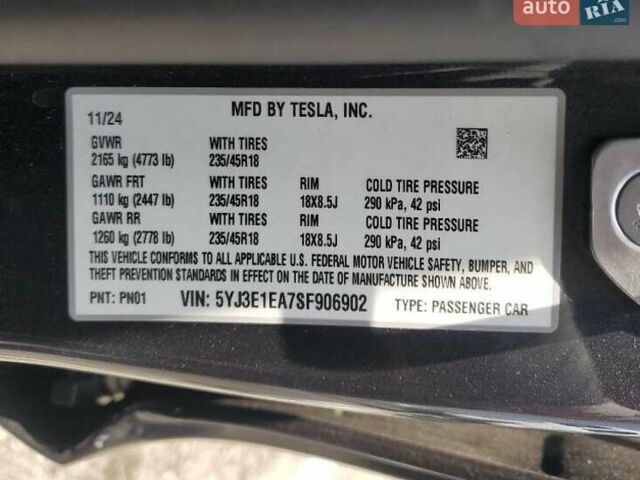 auto RIA.com
11/24 MFD BY TESLA, INC.
GVWR WITH TIRES
2165 kg (4773 lb) 235/45R18
GAWR FRT WITH TIRES RIM COLD TIRE PRESSURE
1110 kg (2447 lb) 235/45R18 18X8.5J 290 kPa, 42 psi
GAWR RR WITH TIRES RIM COLD TIRE PRESSURE
1260 kg (2778 lb) 235/45R18 18X8.5J 290 kPa, 42 psi
THIS VEHICLE CONFORMS TO ALL APPLICABLE U.S. FEDERAL MOTOR VEHICLE SAFETY, BUMPER, AND
THEFT PREVENTION STANDARDS IN EFFECT ON THE DATE OF MANUFACTURE SHOWN ABOVE.
PNT: PN01 VIN: 5YJ3E1EA7SF906902 TYPE: PASSENGER CAR